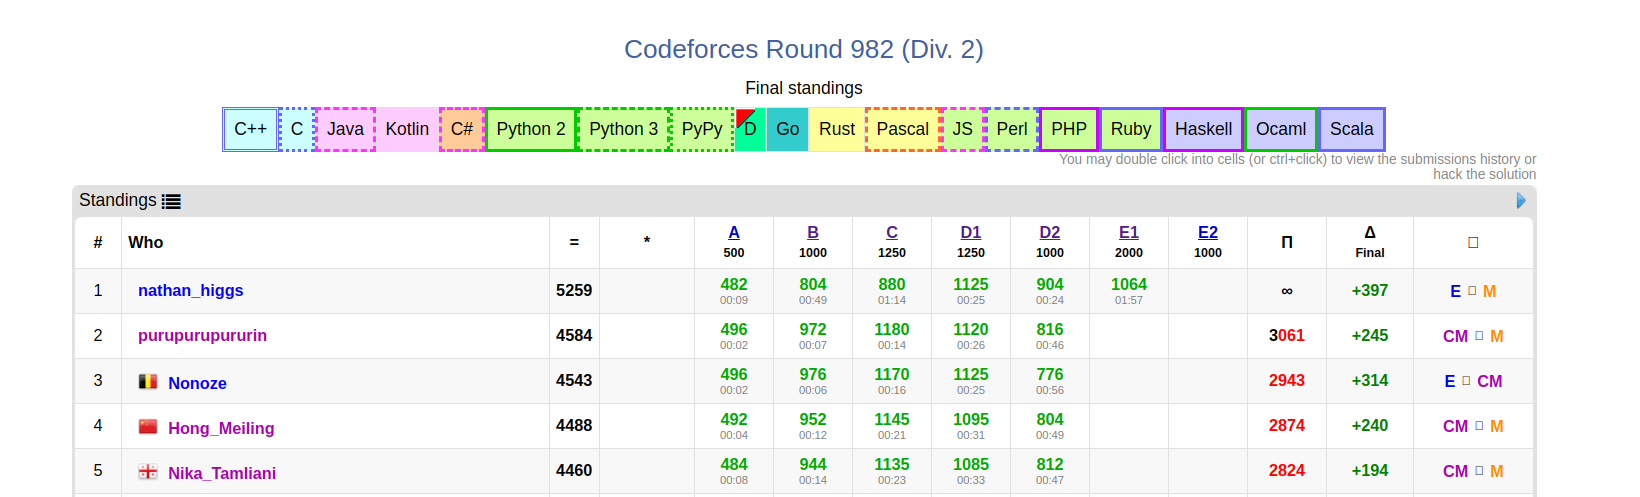 Codeforces Round 982 (Div. 2)
Final standings
C++ C Java Kotlin C# Python 2 Python 3 PyPy D Go Rust Pascal JS Perl PHP Ruby Haskell Ocaml Scala
You may double click into cells (or ctrl+click) to view the submissions history or
hack the solution
Standings
# Who = * A B C D1 D2 E1 E2 П Δ
500 1000 1250 1250 1000 2000 1000 Final
1 nathan_higgs 5259 482 804 880 1125 904 1064 ∞ +397 E M
00:09 00:49 01:14 00:25 00:24 01:57
2 purupurupururin 4584 496 972 1180 1120 816 3061 +245 CM M
00:02 00:07 00:14 00:26 00:46
3 Nonoze 4543 496 976 1170 1125 776 2943 +314 E CM
00:02 00:06 00:16 00:25 00:56
4 Hong_Meiling 4488 492 952 1145 1095 804 2874 +240 CM M
00:04 00:12 00:21 00:31 00:49
5 Nika_Tamliani 4460 484 944 1135 1085 812 2824 +194 CM M
00:08 00:14 00:23 00:33 00:47